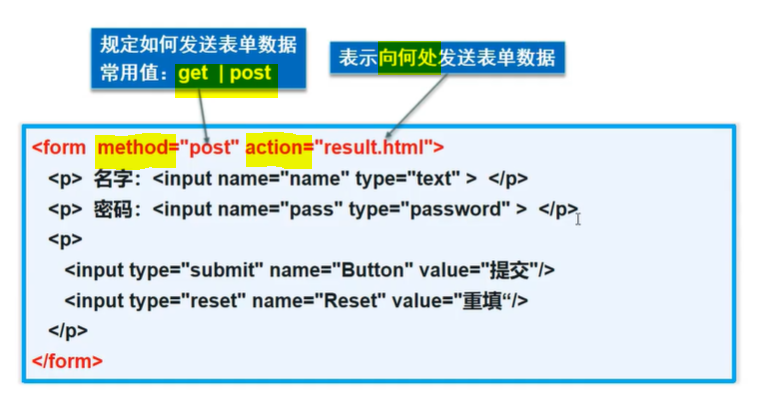 规定如何发送表单数据
常用值：get | post
表示向何处发送表单数据
<form method="post" action="result.html">
<p> 名字：<input name="name" type="text" > </p>
<p> 密码：<input name="pass" type="password" > </p>
<p>
<input type="submit" name="Button" value="提交"/>
<input type="reset" name="Reset" value="重填“/>
</p>
</form>